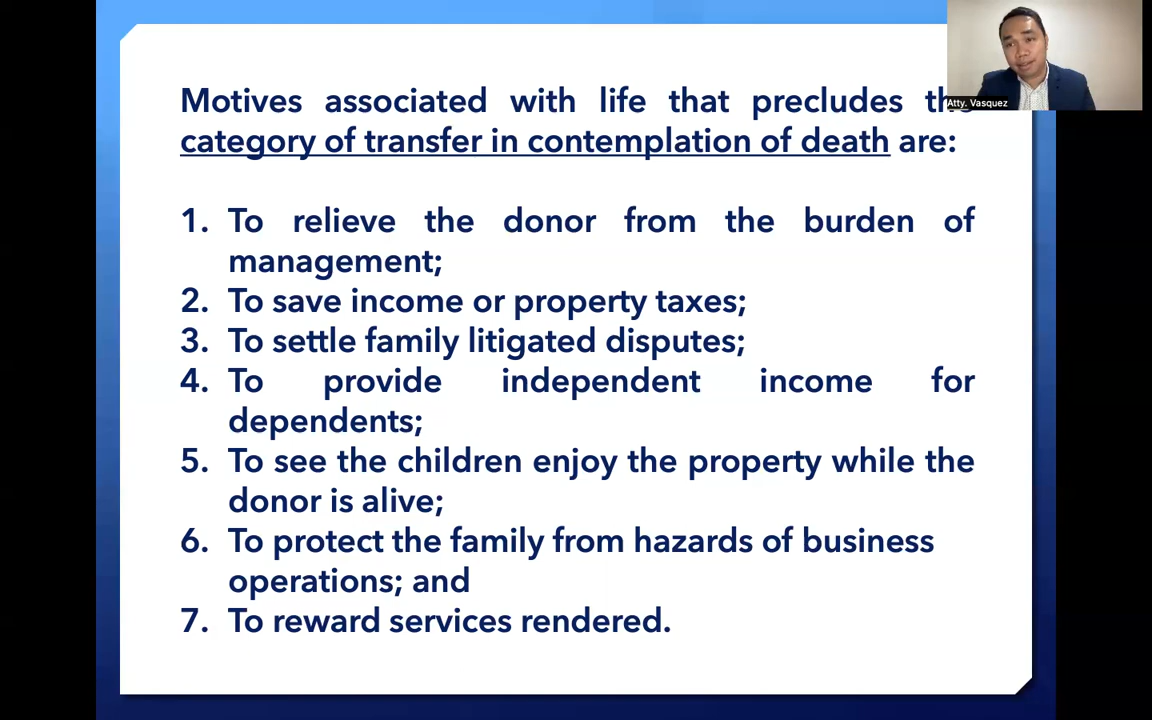 Motives associated with life that precludes the
category of transfer in contemplation of death are:
1. To relieve the donor from the burden of
management;
2. To save income or property taxes;
3. To settle family litigated disputes;
4. To provide independent income for
dependents;
5. To see the children enjoy the property while the
donor is alive;
6. To protect the family from hazards of business
operations; and
7. To reward services rendered.
Atty. Vasquez